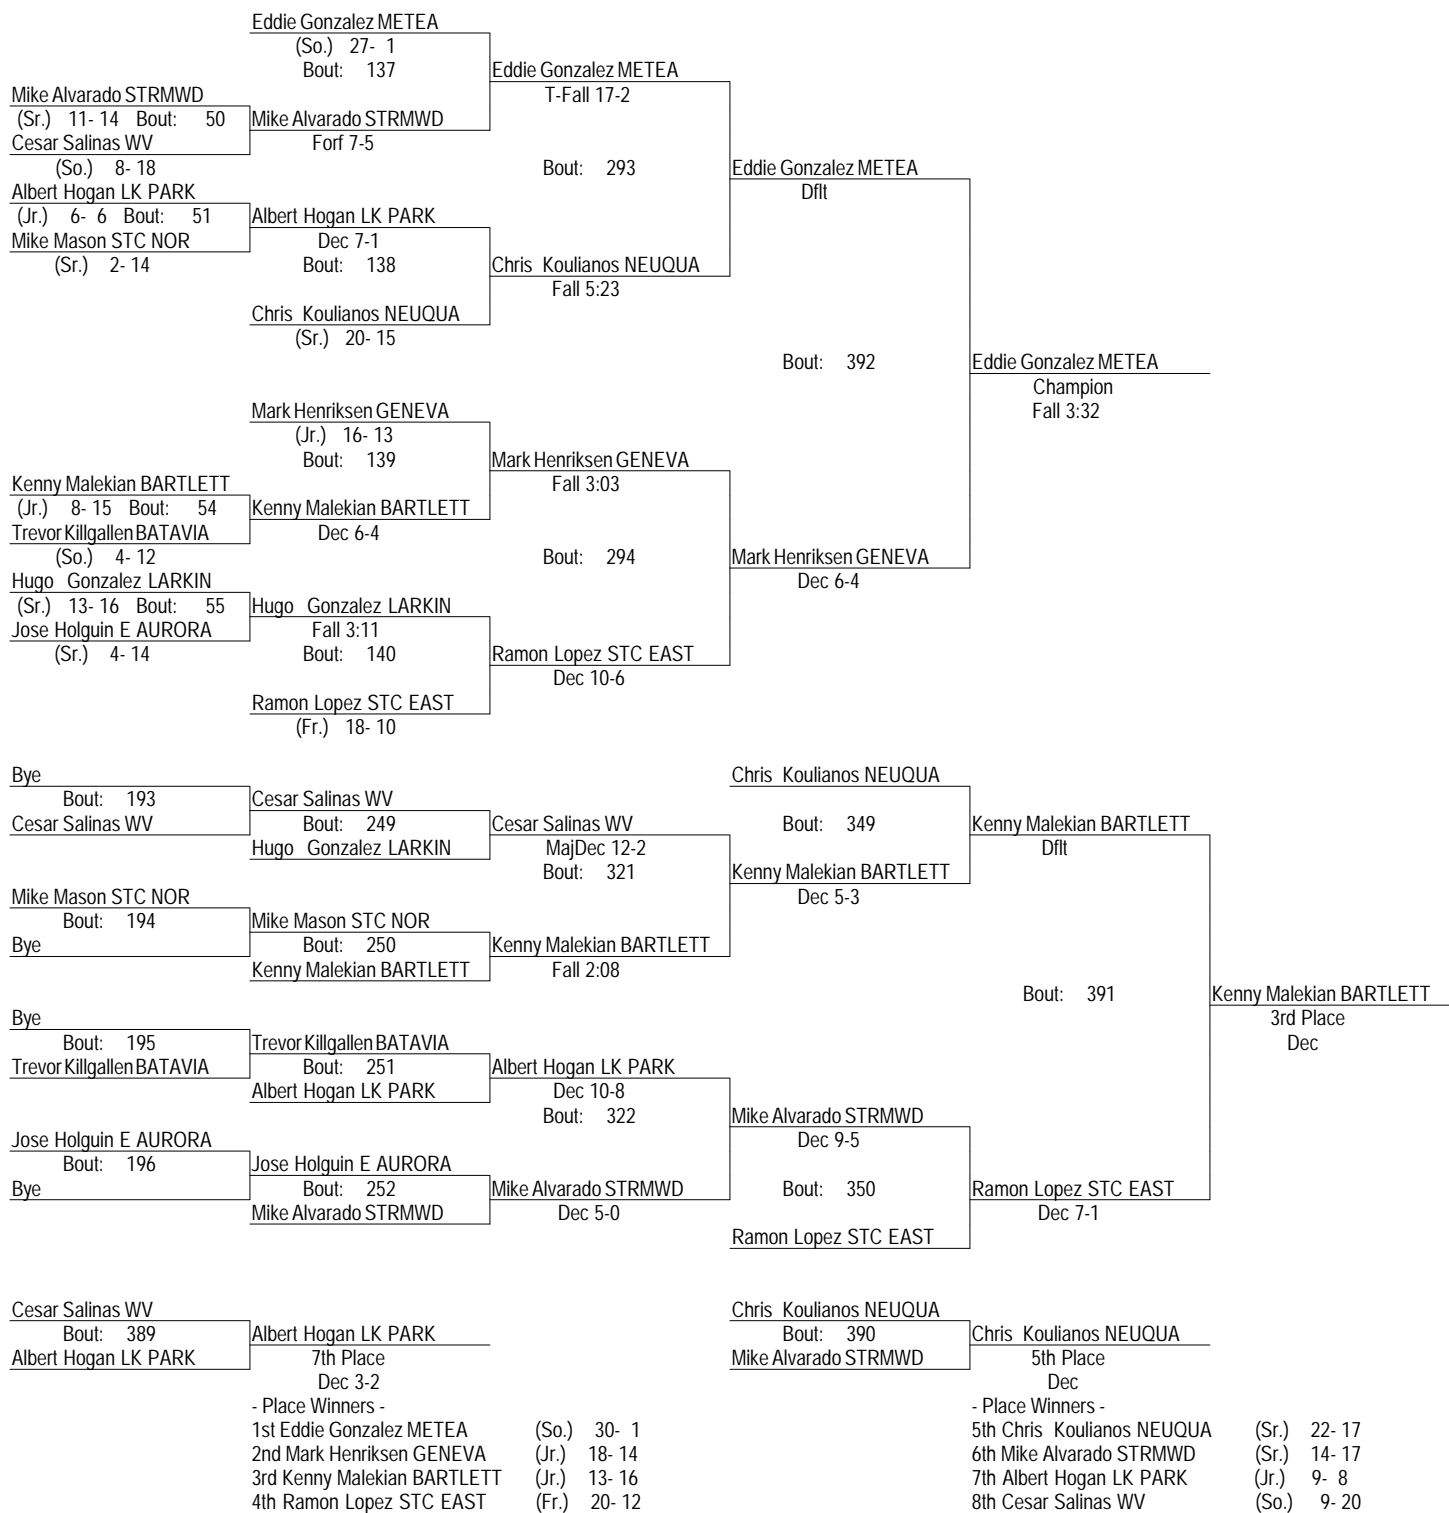 Eddie Gonzalez METEA
(So.) 27- 1
Bout: 137 Eddie Gonzalez METEA
Mike Alvarado STRMWD T-Fall 17-2
(Sr.) 11- 14 Bout: 50 Mike Alvarado STRMWD
Cesar Salinas WV Forf 7-5
(So.) 8- 18 Bout: 293 Eddie Gonzalez METEA
Albert Hogan LK PARK Dflt
(Jr.) 6- 6 Bout: 51 Albert Hogan LK PARK
Mike Mason STC NOR Dec 7-1
(Sr.) 2- 14 Bout: 138 Chris Koulianos NEUQUA
Fall 5:23
Chris Koulianos NEUQUA
(Sr.) 20- 15
Bout: 392 Eddie Gonzalez METEA
Champion
Mark Henriksen GENEVA Fall 3:32
(Jr.) 16- 13
Bout: 139 Mark Henriksen GENEVA
Kenny Malekian BARTLETT Fall 3:03
(Jr.) 8- 15 Bout: 54 Kenny Malekian BARTLETT
Trevor Killgallen BATAVIA Dec 6-4
(So.) 4- 12 Bout: 294 Mark Henriksen GENEVA
Hugo Gonzalez LARKIN Dec 6-4
(Sr.) 13- 16 Bout: 55 Hugo Gonzalez LARKIN
Jose Holguin E AURORA Fall 3:11
(Sr.) 4- 14 Bout: 140 Ramon Lopez STC EAST
Dec 10-6
Ramon Lopez STC EAST
(Fr.) 18- 10
Bye Chris Koulianos NEUQUA
Bout: 193 Cesar Salinas WV
Cesar Salinas WV Bout: 249 Cesar Salinas WV Bout: 349 Kenny Malekian BARTLETT
Hugo Gonzalez LARKIN MajDec 12-2 Dflt
Bout: 321 Kenny Malekian BARTLETT
Mike Mason STC NOR Dec 5-3
Bout: 194 Mike Mason STC NOR
Bye Bout: 250 Kenny Malekian BARTLETT
Kenny Malekian BARTLETT Fall 2:08
Bout: 391 Kenny Malekian BARTLETT
Bye 3rd Place
Bout: 195 Trevor Killgallen BATAVIA Dec
Trevor Killgallen BATAVIA Bout: 251 Albert Hogan LK PARK
Albert Hogan LK PARK Dec 10-8
Bout: 322 Mike Alvarado STRMWD
Jose Holguin E AURORA Dec 9-5
Bout: 196 Jose Holguin E AURORA
Bye Bout: 252 Mike Alvarado STRMWD Bout: 350 Ramon Lopez STC EAST
Mike Alvarado STRMWD Dec 5-0 Dec 7-1
Ramon Lopez STC EAST
Cesar Salinas WV Chris Koulianos NEUQUA
Bout: 389 Albert Hogan LK PARK Bout: 390 Chris Koulianos NEUQUA
Albert Hogan LK PARK 7th Place Mike Alvarado STRMWD 5th Place
Dec 3-2 Dec
- Place Winners - - Place Winners -
1st Eddie Gonzalez METEA (So.) 30- 1 5th Chris Koulianos NEUQUA (Sr.) 22- 17
2nd Mark Henriksen GENEVA (Jr.) 18- 14 6th Mike Alvarado STRMWD (Sr.) 14- 17
3rd Kenny Malekian BARTLETT (Jr.) 13- 16 7th Albert Hogan LK PARK (Jr.) 9- 8
4th Ramon Lopez STC EAST (Fr.) 20- 12 8th Cesar Salinas WV (So.) 9- 20